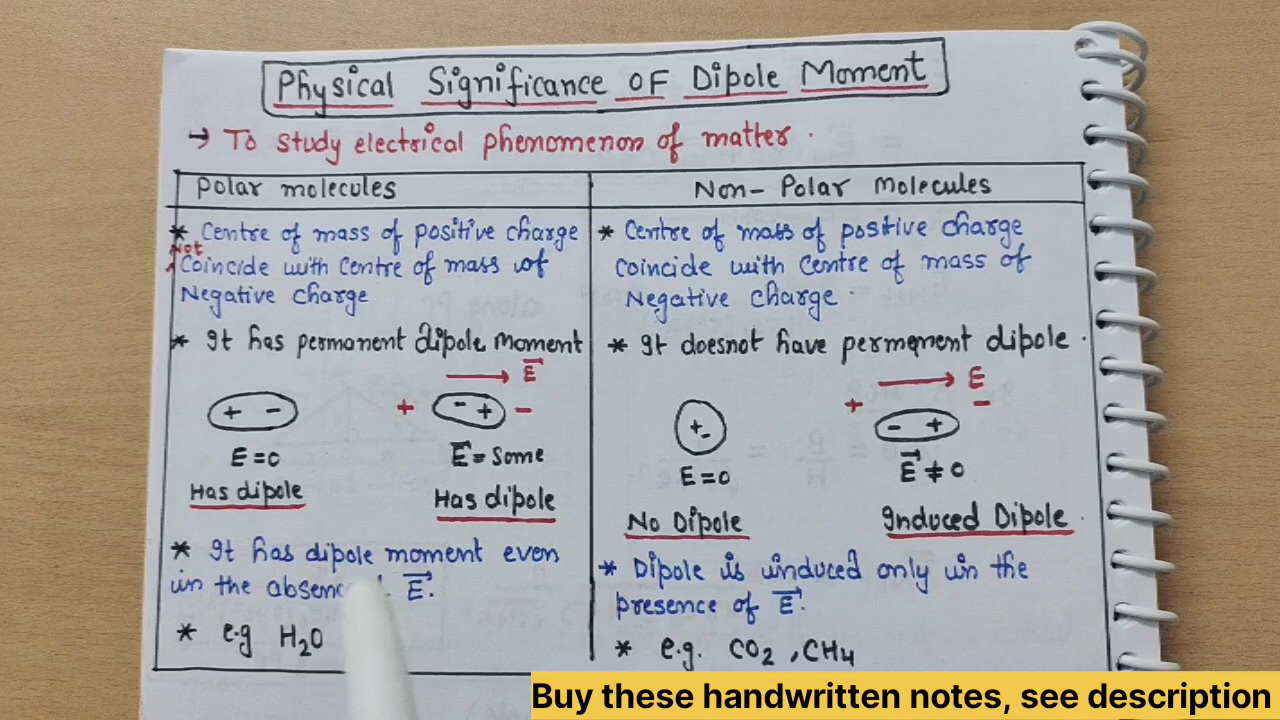 Physical Significance OF Dipole Moment
→ To study electrical phenomenon of matter.
Polar molecules
* Centre of mass of positive charge
Not
Coincide with Centre of mass of
Negative charge
* It has permanent dipole moment
→ E
+ - + - + -
E=0 E = Some
Has dipole Has dipole
* It has dipole moment even
in the absenc E.
* e.g H₂O
Non-Polar Molecules
* Centre of mass of positive charge
coincide with Centre of mass of
Negative charge.
* It doesnot have permanent dipole.
→ E
+ - + - + -
E=0 E ≠ 0
No Dipole Induced Dipole.
* Dipole is induced only in the
presence of E.
* e.g. CO₂, CH₄
Buy these handwritten notes, see description